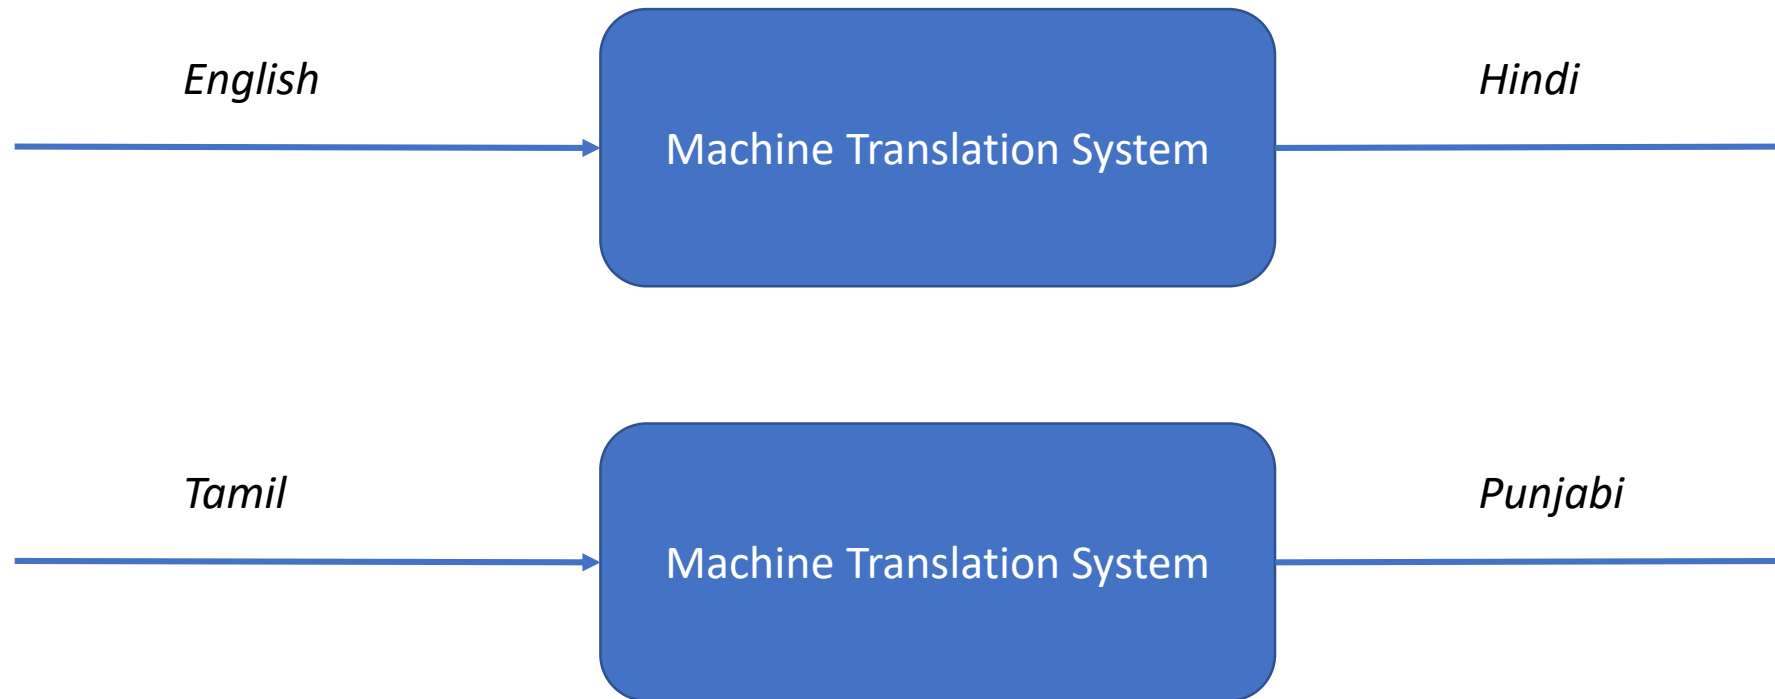 English
Machine Translation System
Hindi
Tamil
Machine Translation System
Punjabi